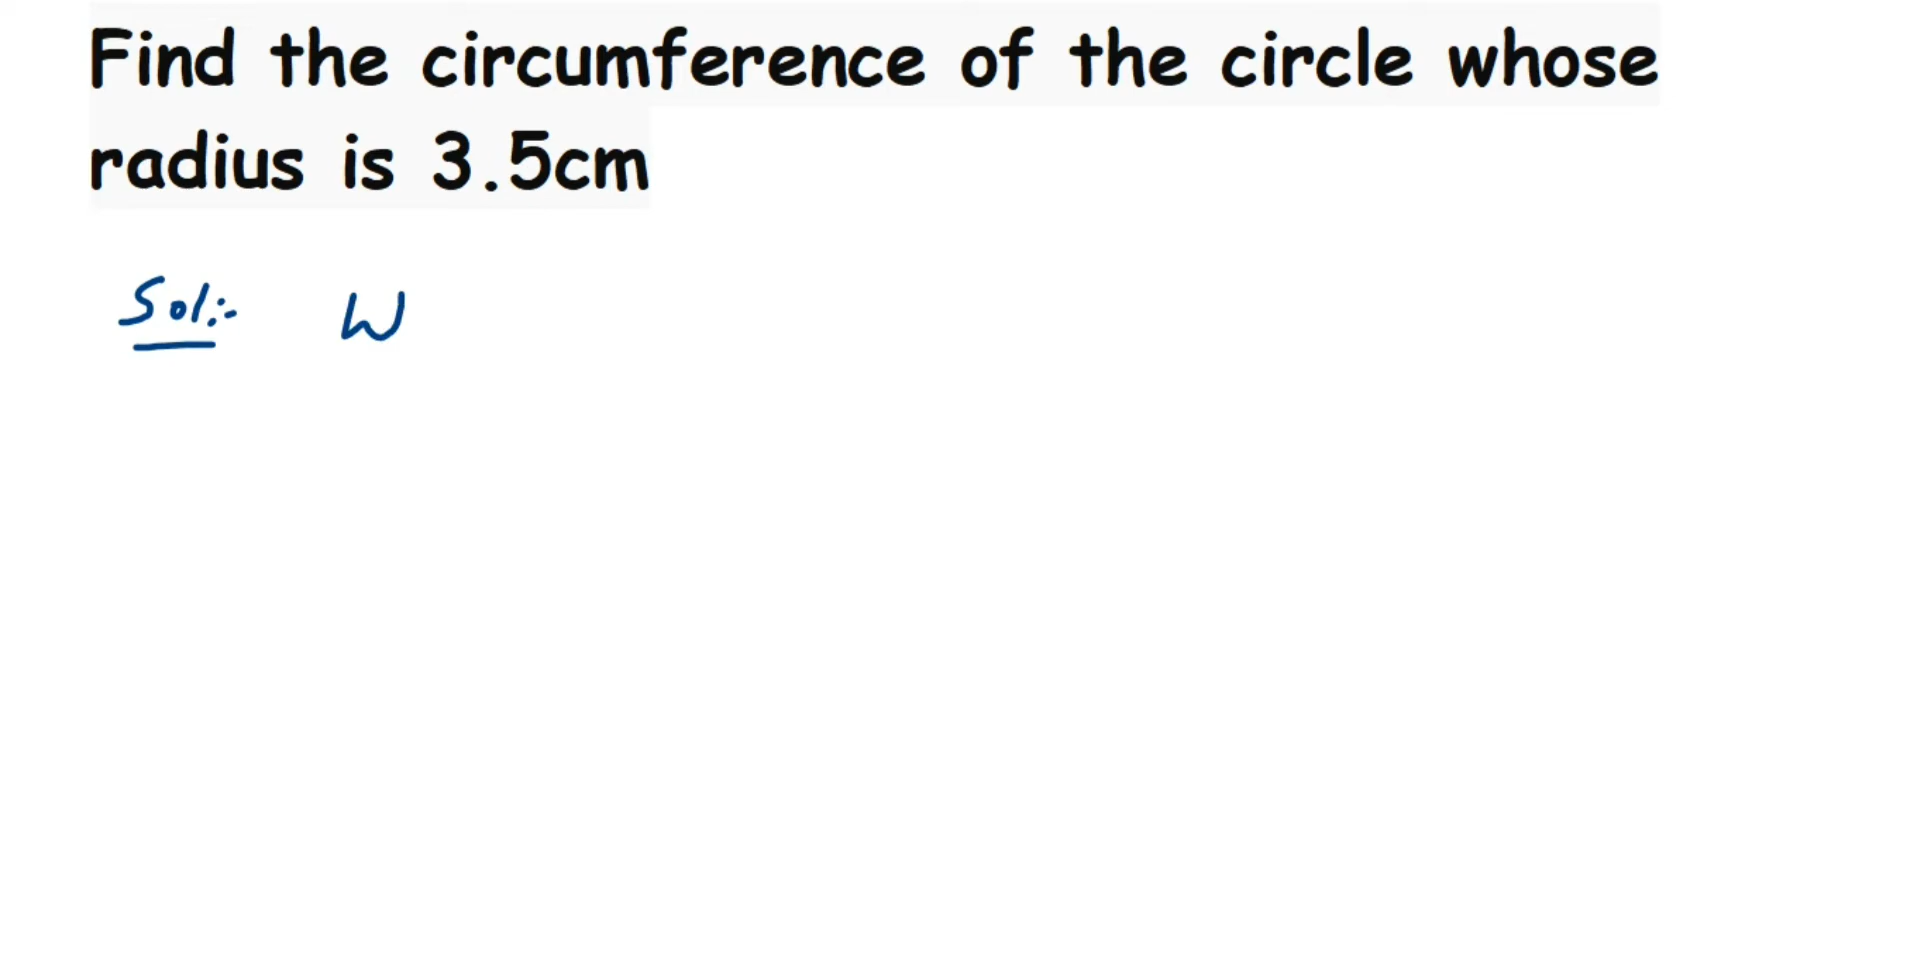 Find the circumference of the circle whose
radius is 3.5cm
Sol:- W